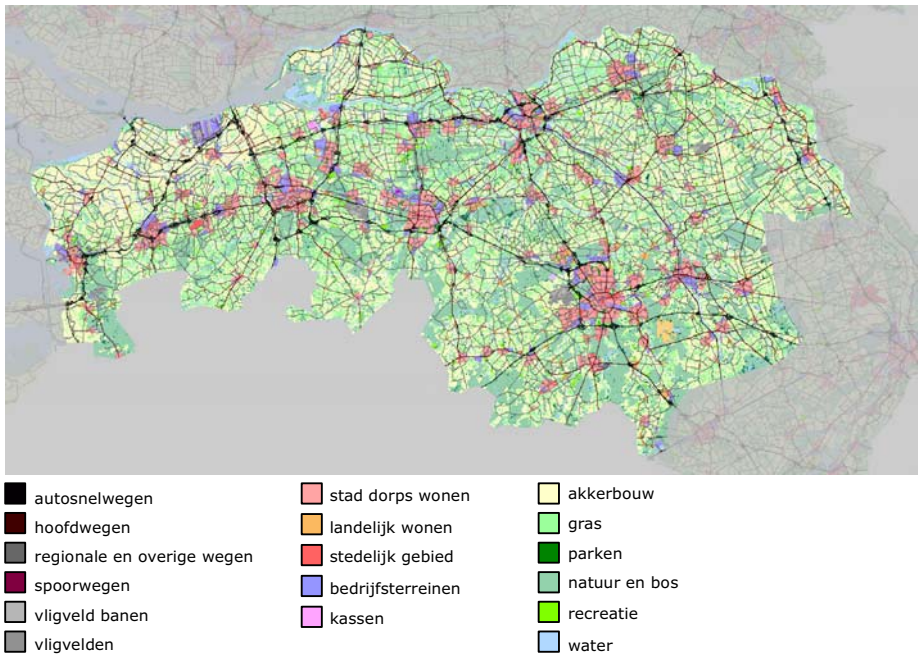 autosnelwegen
hoofdwegen
regionale en overige wegen
spoorwegen
vligveld banen
vligvelden
stad dorps wonen
landelijk wonen
stedelijk gebied
bedrijfsterreinen
kassen
akkerbouw
gras
parken
natuur en bos
recreatie
water